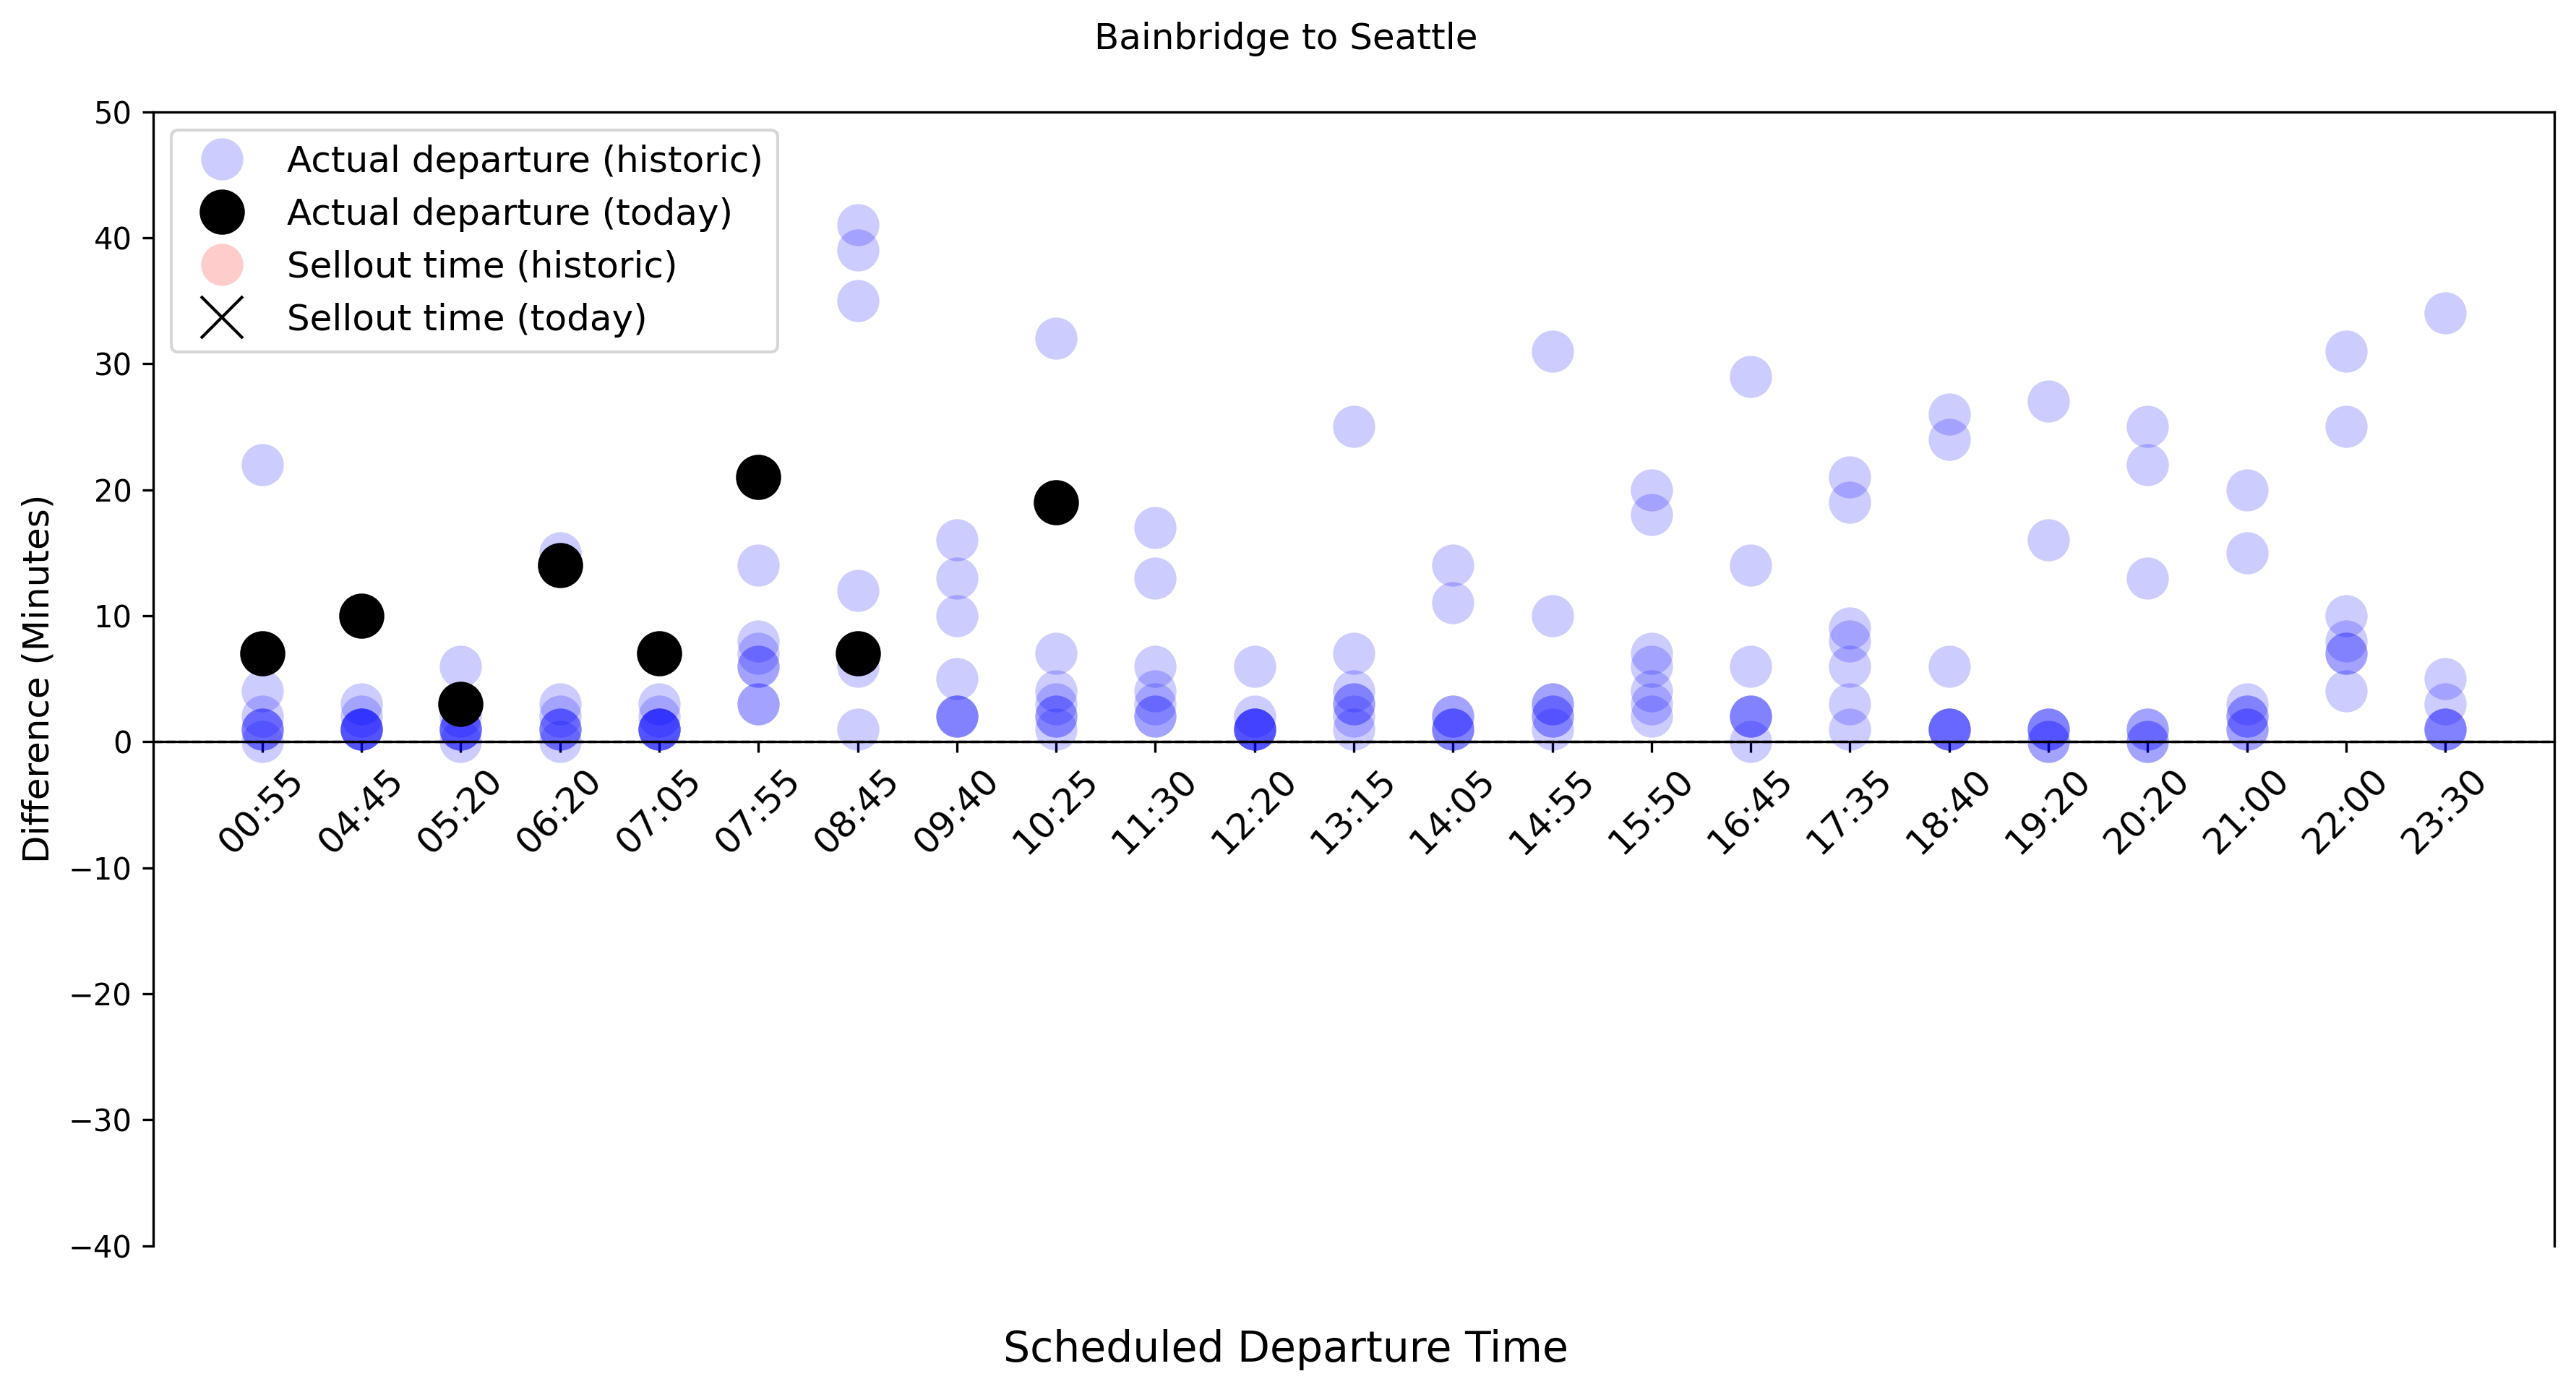 Bainbridge to Seattle
Actual departure (historic)
Actual departure (today)
Sellout time (historic)
Sellout time (today)
50
40
30
20
10
0
−10
−20
−30
−40
Difference (Minutes)
00:55 04:45 05:20 06:20 07:05 07:55 08:45 09:40 10:25 11:30 12:20 13:15 14:05 14:55 15:50 16:45 17:35 18:40 19:20 20:20 21:00 22:00 23:30
Scheduled Departure Time